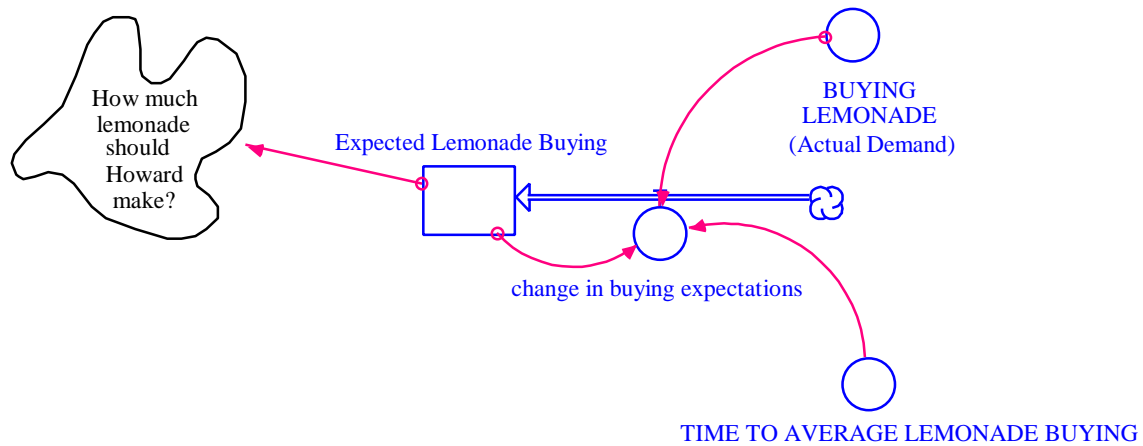 How much
lemonade
should
Howard
make?
Expected Lemonade Buying
BUYING
LEMONADE
(Actual Demand)
change in buying expectations
TIME TO AVERAGE LEMONADE BUYING